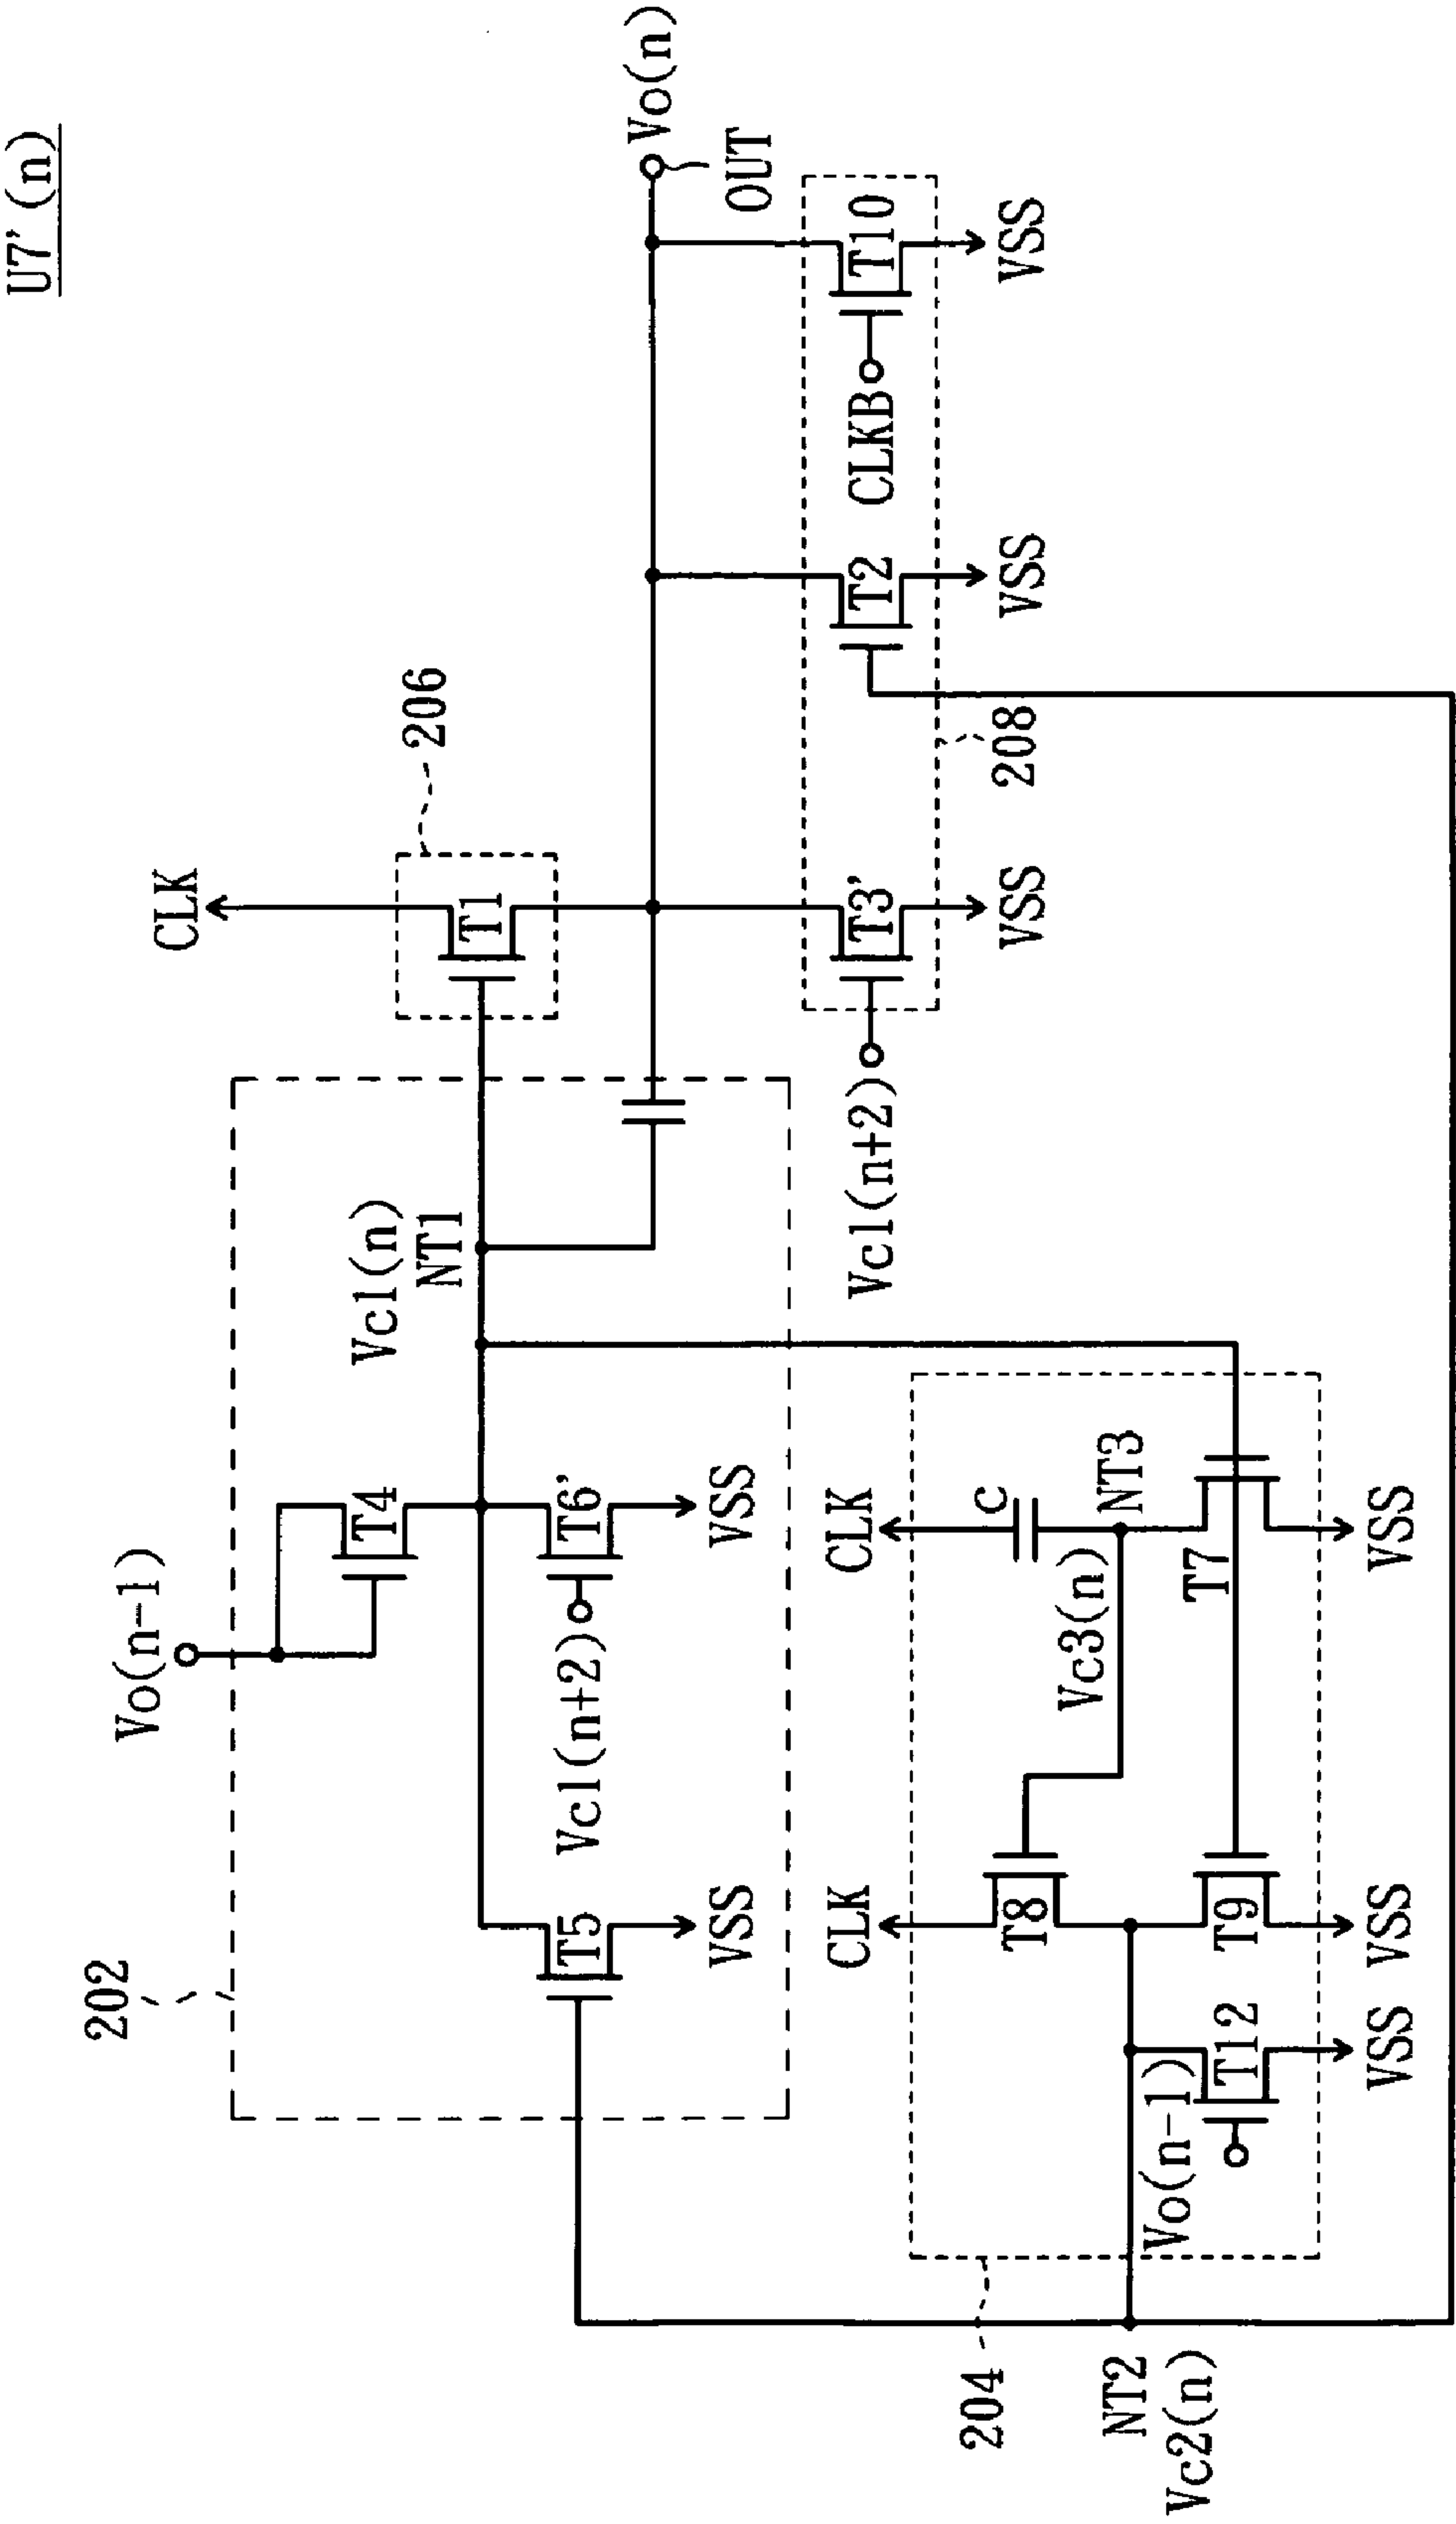 U7'(n)
202
Vo(n-1)
T4
Vc1(n)
NT1
CLK
206
T1
T5
VSS
Vc1(n+2)
T6'
VSS
Vo(n)
OUT
Vc1(n+2)
T3'
VSS
T2
VSS
CLKB
T10
VSS
208
CLK
T8
CLK
C
Vc3(n)
NT3
T7
VSS
T9
VSS
Vo(n-1)
T12
VSS
204
NT2
Vc2(n)